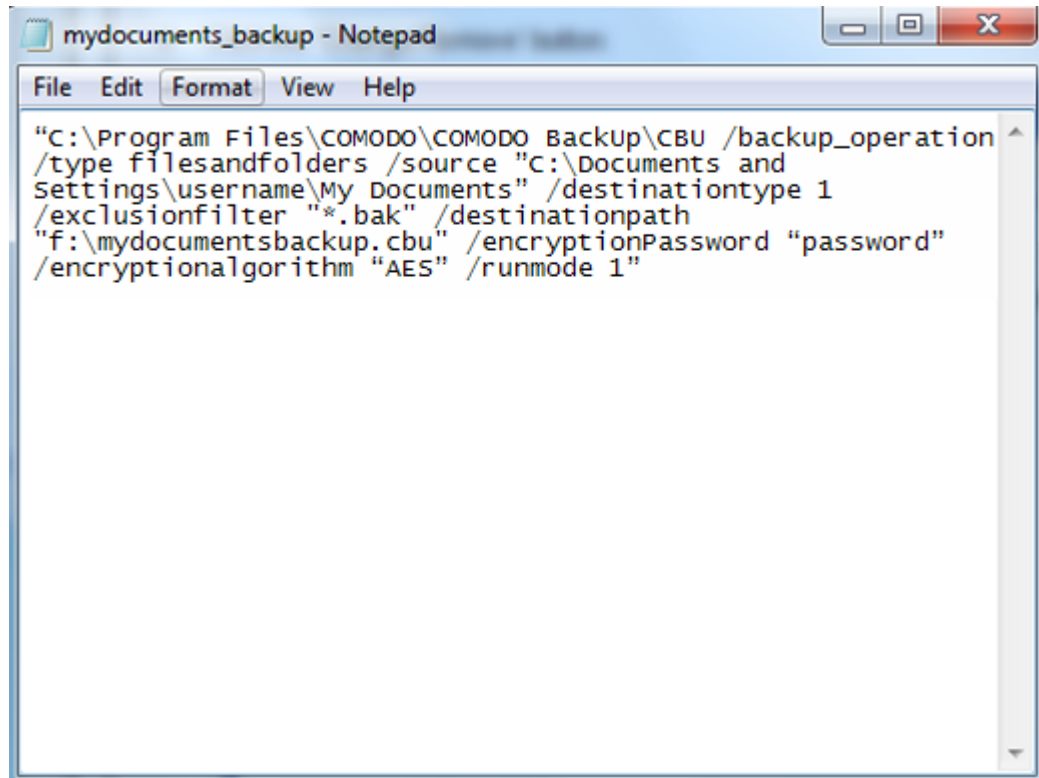 mydocuments_backup - Notepad
File Edit Format View Help
“C:\Program Files\COMODO\COMODO BackUp\CBU /backup_operation
/type filesandfolders /source "C:\Documents and
Settings\username\My Documents” /destinationtype 1
/exclusionfilter "*.bak" /destinationpath
"f:\mydocumentsbackup.cbu" /encryptionPassword “password”
/encryptionalgorithm “AES” /runmode 1”